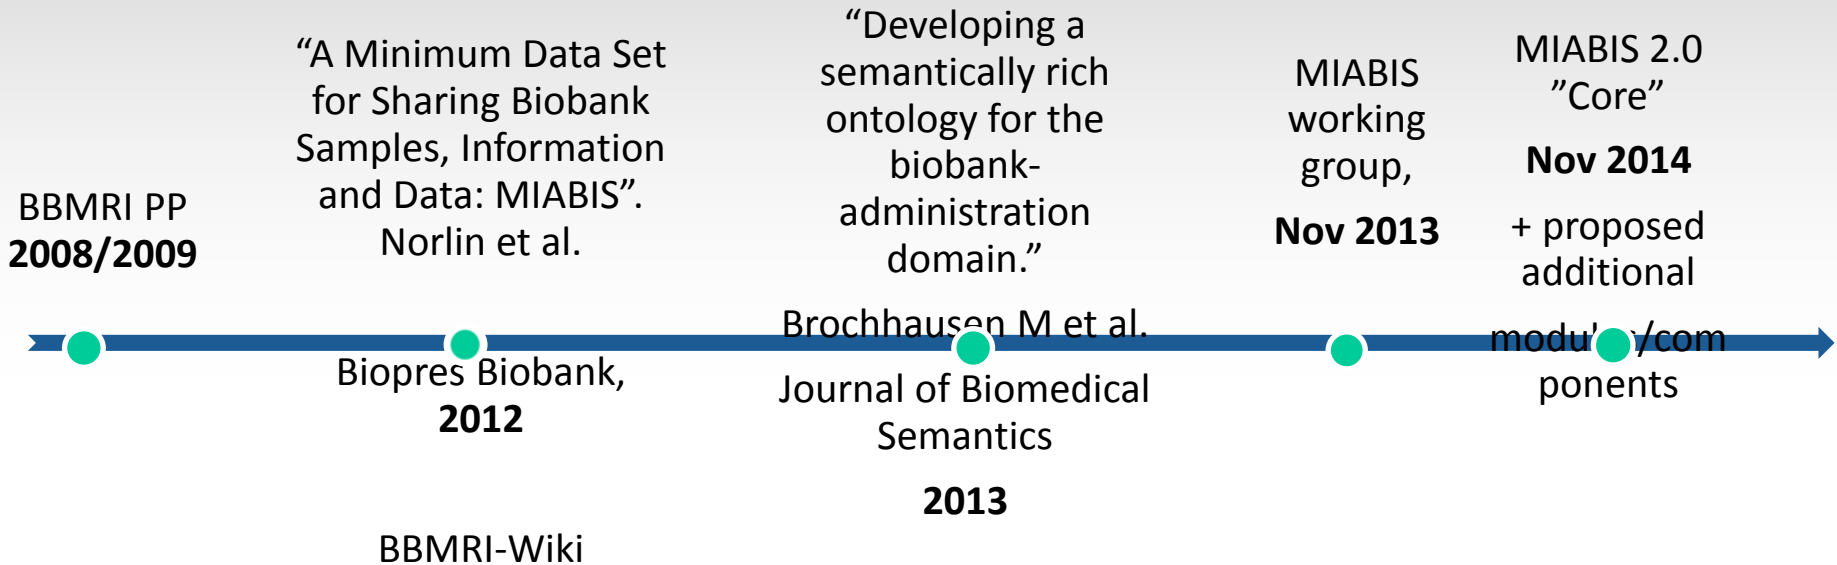 BBMRI PP
2008/2009
“A Minimum Data Set
for Sharing Biobank
Samples, Information
and Data: MIABIS”.
Norlin et al.
Biopres Biobank,
2012
BBMRI-Wiki
“Developing a
semantically rich
ontology for the
biobank-
administration
domain.”
Brochhausen M et al.
Journal of Biomedical
Semantics
2013
MIABIS
working
group,
Nov 2013
MIABIS 2.0
”Core”
Nov 2014
+ proposed
additional
modules/com
ponents